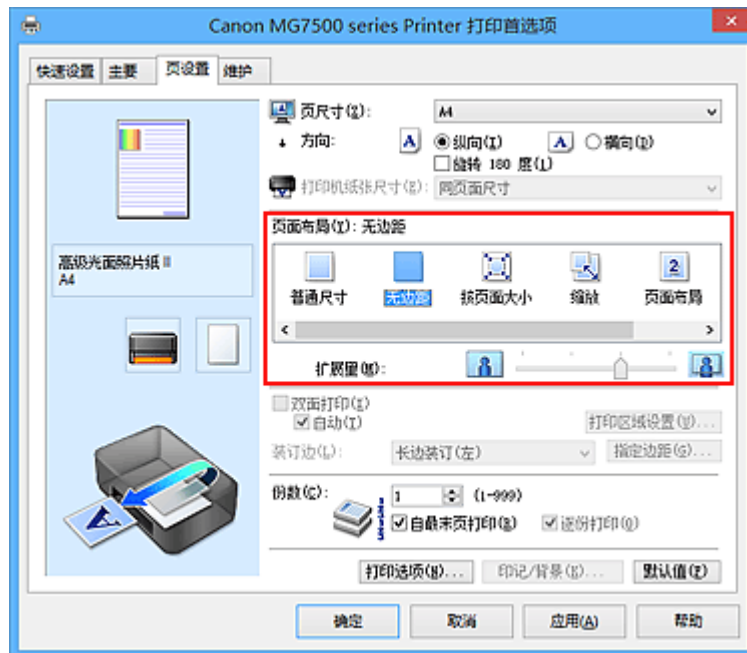 Canon MG7500 series Printer 打印首选项
快速设置 主要 页设置 维护
页尺寸(Z): A4
方向: A 纵向(I) A 横向(D)
旋转 180 度(L)
打印机纸张尺寸(E): 同页面尺寸
页面布局(Y): 无边距
普通尺寸 无边距 按页面大小 缩放 页面布局
扩展量(M):
高级光面照片纸 II
A4
双面打印(X)
自动(T)
打印区域设置(U)...
装订边(L): 长边装订(左) 指定边距(G)...
份数(C): 1 (1-999)
自最末页打印(R) 逐份打印(O)
打印选项(N)... 印记/背景(S)... 默认值(F)
确定 取消 应用(A) 帮助